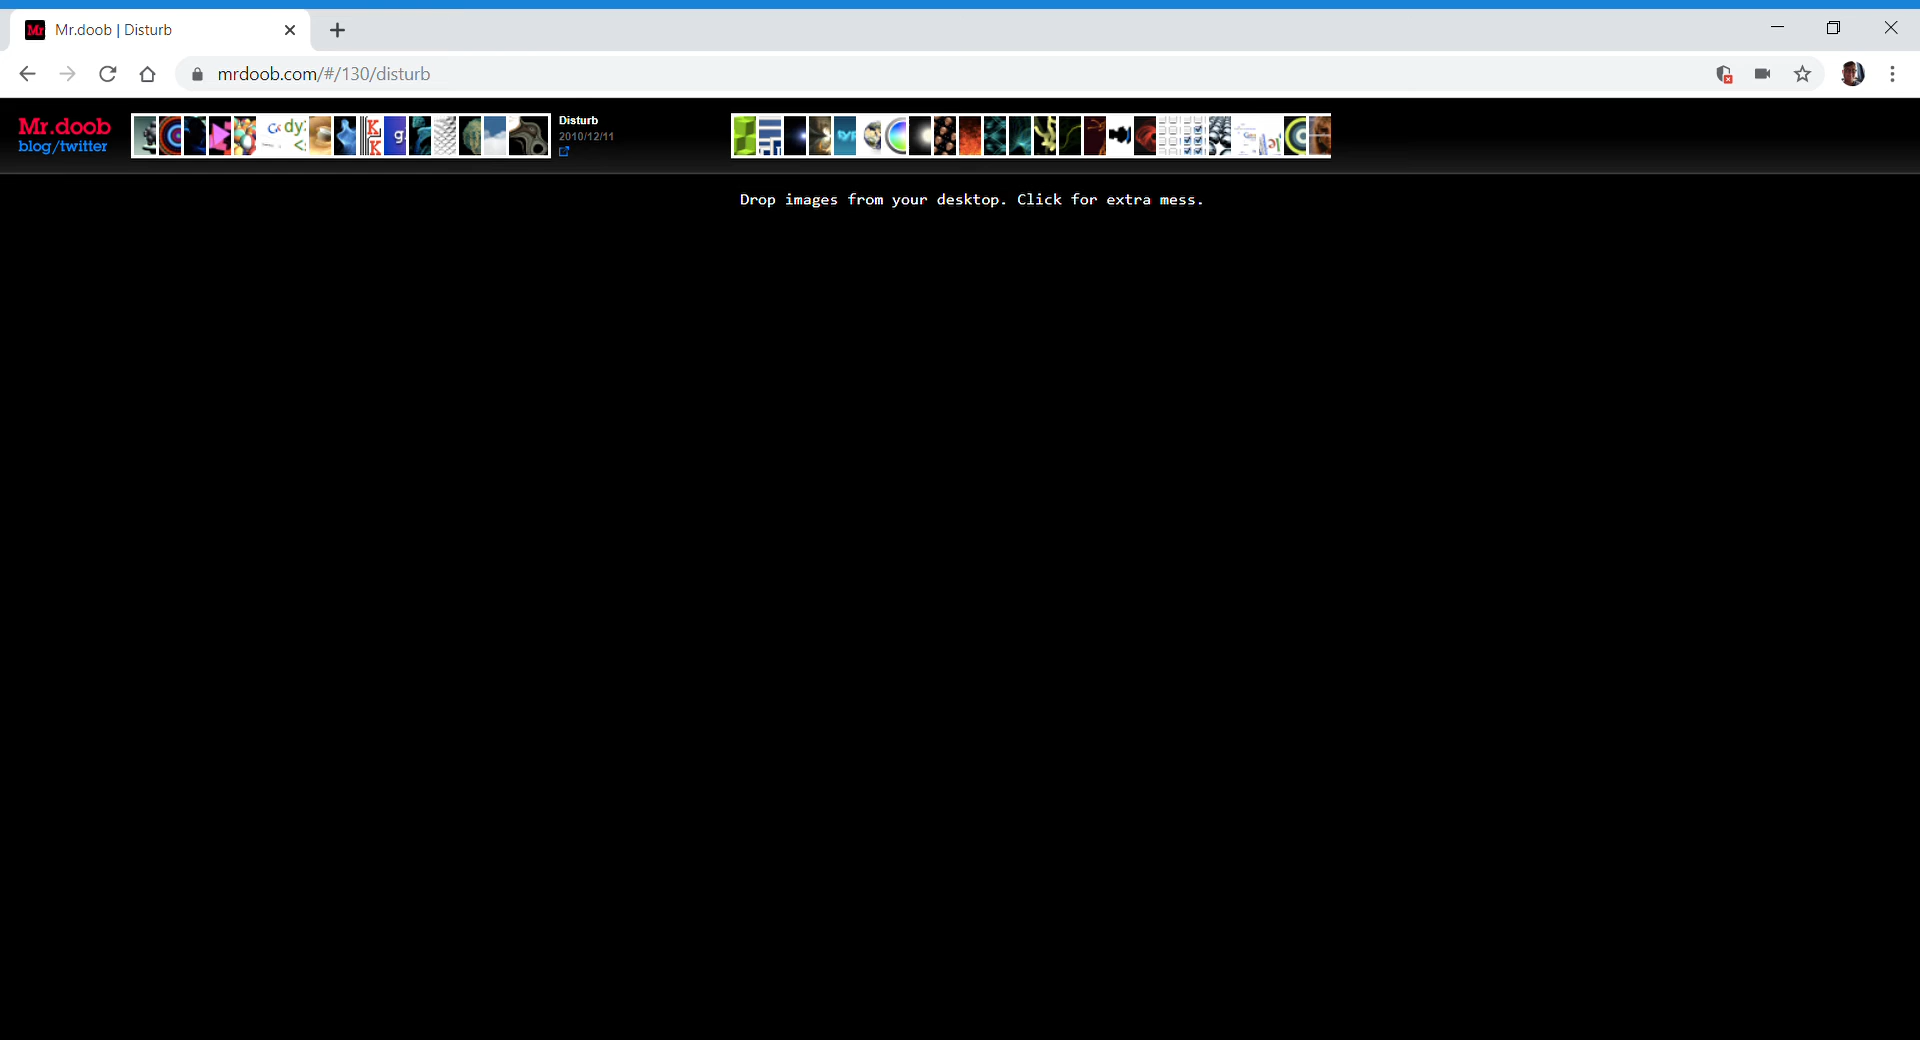 Mr.doob | Disturb
mrdoob.com/#/130/disturb
Mr.doob
blog/twitter
Disturb
2010/12/11
Drop images from your desktop. Click for extra mess.